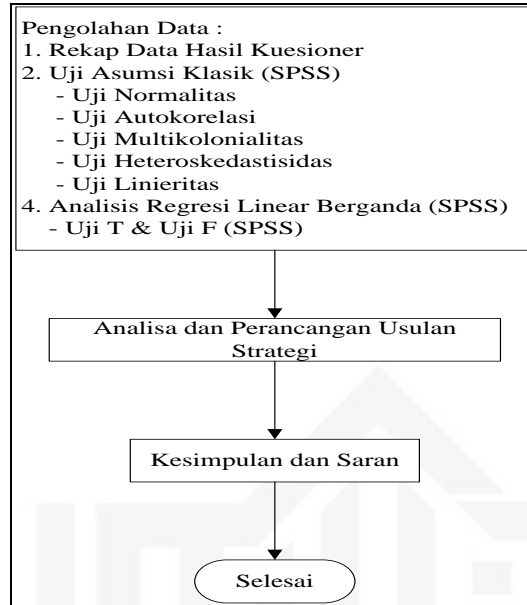 Pengolahan Data :
1. Rekap Data Hasil Kuesioner
2. Uji Asumsi Klasik (SPSS)
- Uji Normalitas
- Uji Autokorelasi
- Uji Multikolonialitas
- Uji Heteroskedastisidas
- Uji Linieritas
4. Analisis Regresi Linear Berganda (SPSS)
- Uji T & Uji F (SPSS)
Analisa dan Perancangan Usulan
Strategi
Kesimpulan dan Saran
Selesai